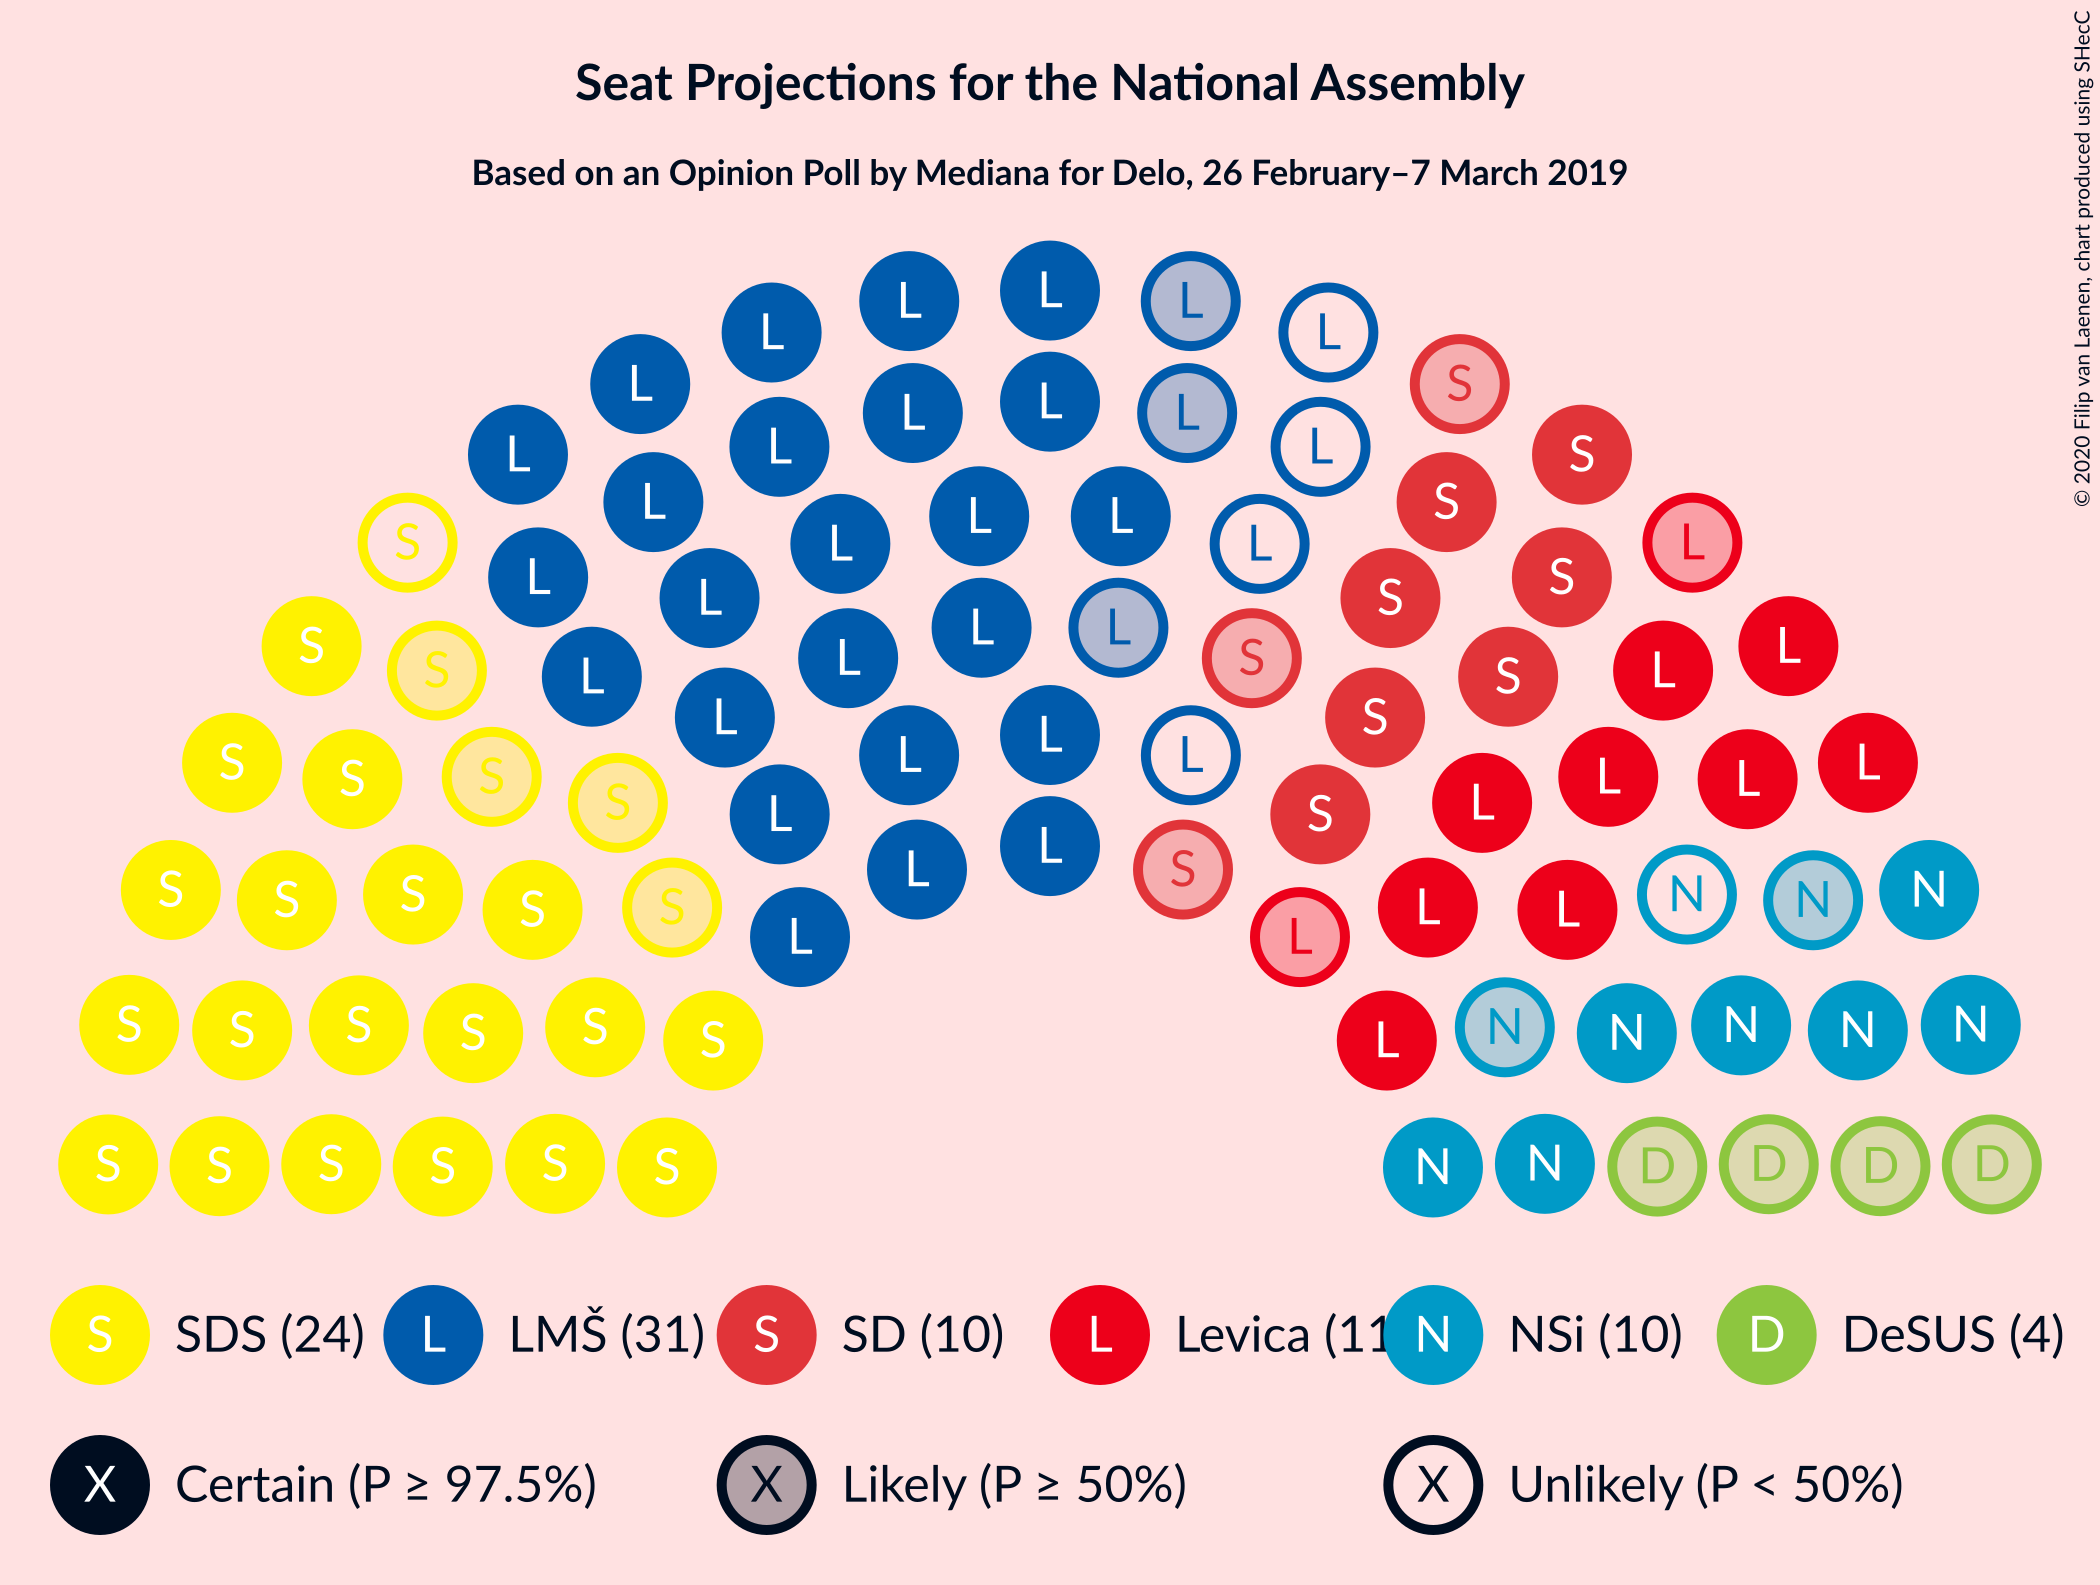 Seat Projections for the National Assembly
Based on an Opinion Poll by Mediana for Delo, 26 February–7 March 2019
© 2020 Filip van Laenen, chart produced using SHecC
L L L L L
L L S
L L L L L L
L S S
S L L L L L L S S L
S L L L L S S L L
S S S S L L L L S S L L L L
S S S S S L L L S L L L N N N
S S S S S S L L N N N N N
S S S S S S N N D D D D
S SDS (24) L LMŠ (31) S SD (10) L Levica (11 N NSi (10) D DeSUS (4)
X Certain (P ≥ 97.5%) X Likely (P ≥ 50%) X Unlikely (P < 50%)